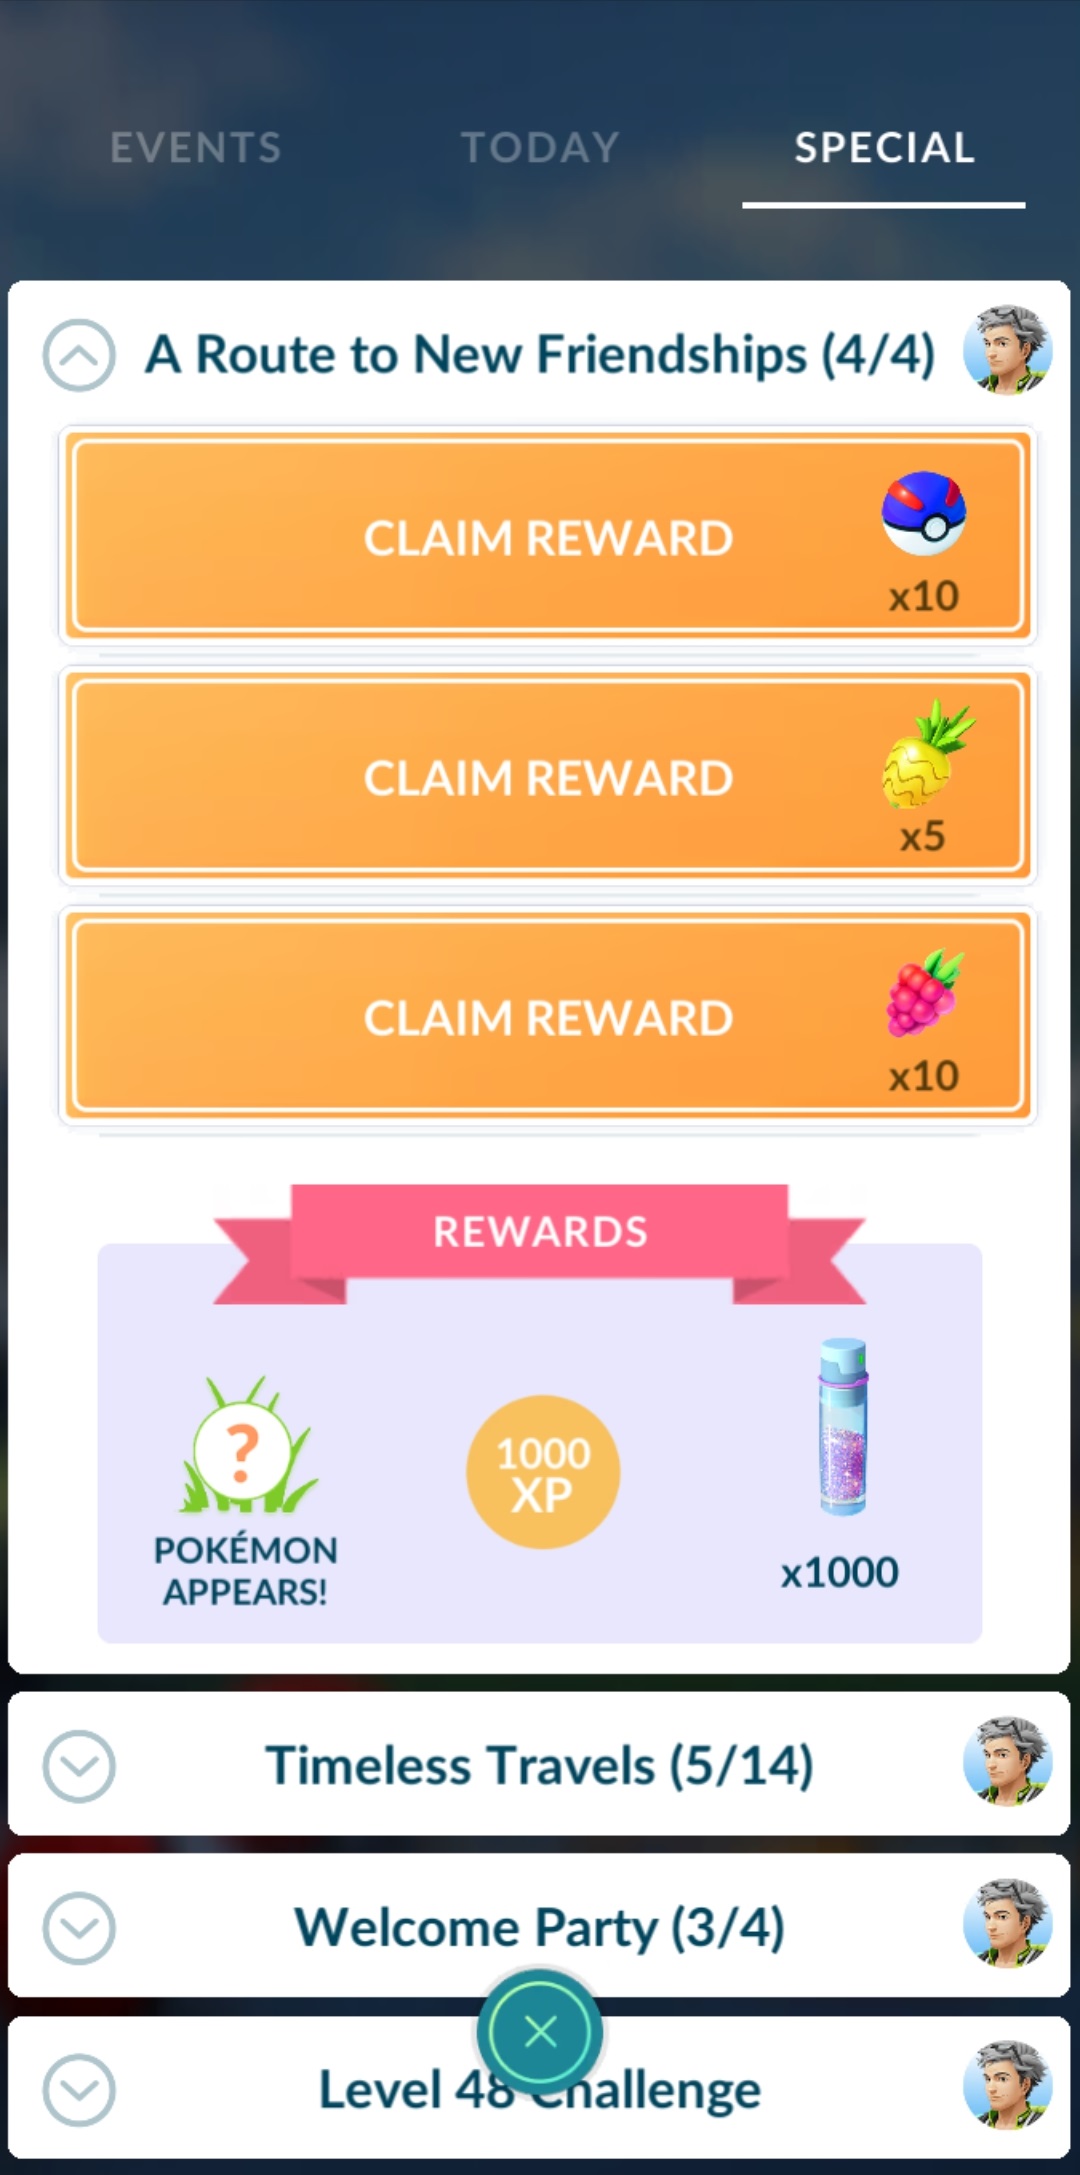 EVENTS
TODAY
SPECIAL
A Route to New Friendships (4/4)
CLAIM REWARD
x10
CLAIM REWARD
x5
CLAIM REWARD
x10
REWARDS
?
POKÉMON
APPEARS!
1000
XP
x1000
Timeless Travels (5/14)
Welcome Party (3/4)
Level 48 Challenge